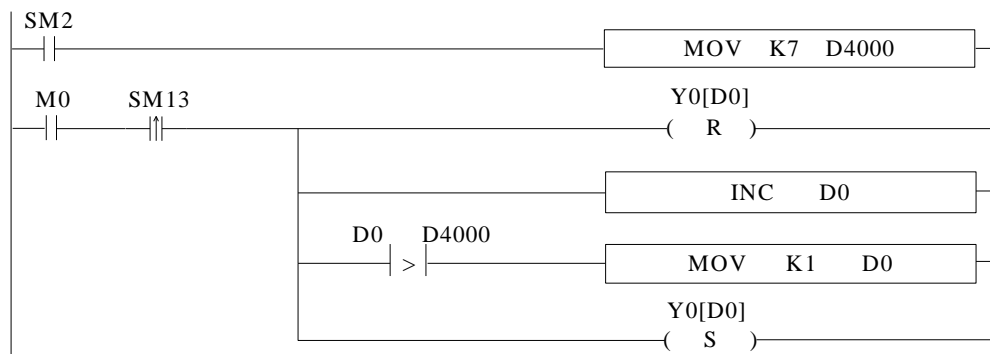 SM2
MOV K7 D4000
M0 SM13 Y0[D0]
( R )
INC D0
D0 D4000
> MOV K1 D0
Y0[D0]
( S )